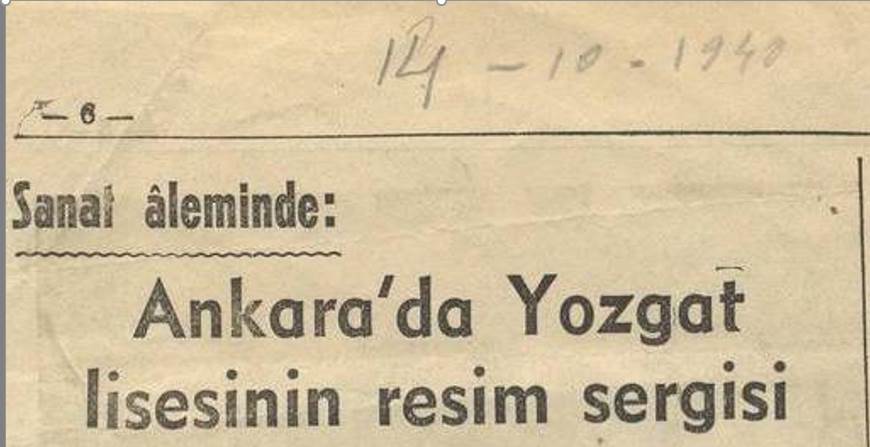 14 - 10 - 1940
— 6 —
Sanat âleminde:
Ankara'da Yozgat
lisesinin resim sergisi